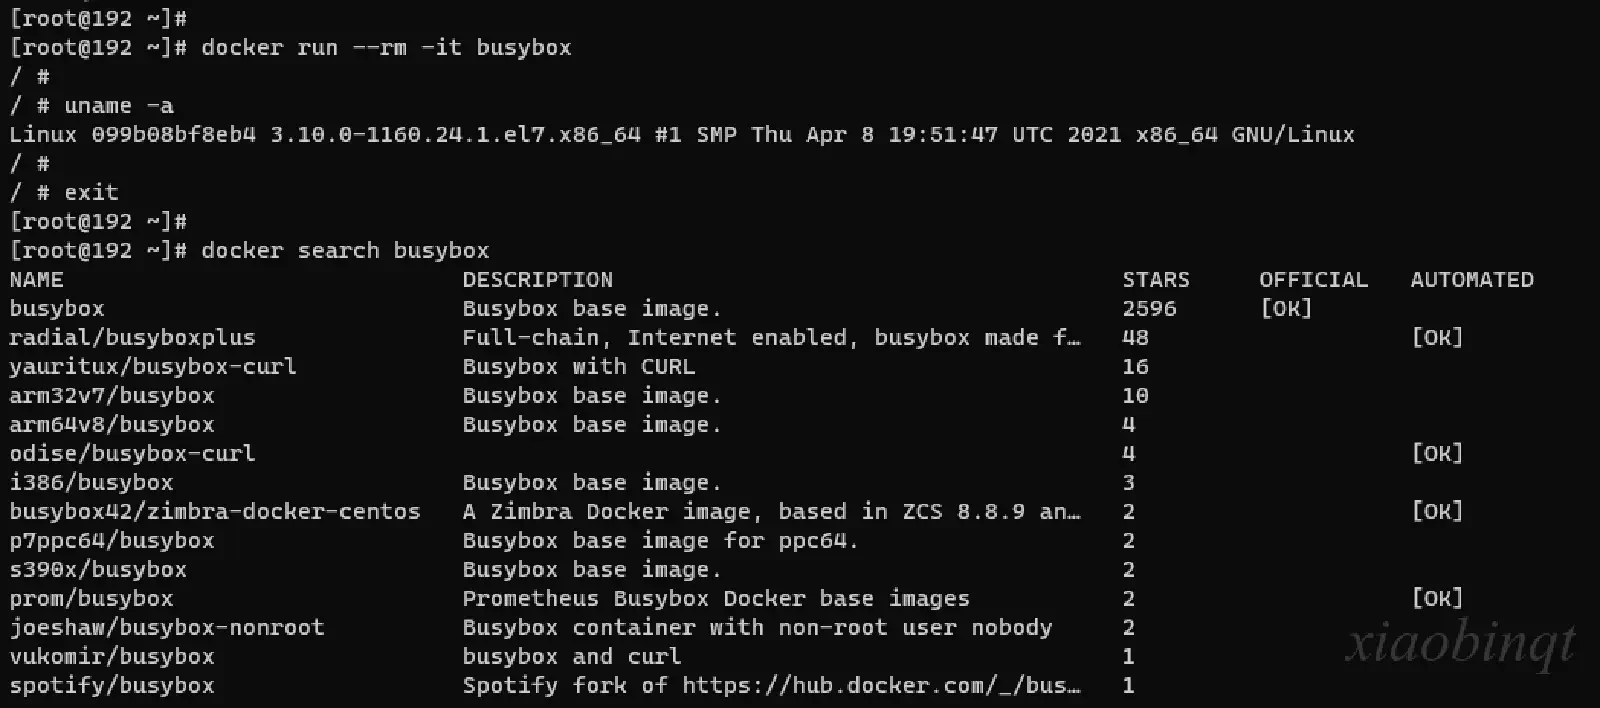 [root@192 ~]#
[root@192 ~]# docker run --rm -it busybox
/ #
/ # uname -a
Linux 099b08bf8eb4 3.10.0-1160.24.1.el7.x86_64 #1 SMP Thu Apr 8 19:51:47 UTC 2021 x86_64 GNU/Linux
/ #
/ # exit
[root@192 ~]#
[root@192 ~]# docker search busybox
NAME DESCRIPTION STARS OFFICIAL AUTOMATED
busybox Busybox base image. 2596 [OK]
radial/busyboxplus Full-chain, Internet enabled, busybox made f… 48 [OK]
yauritux/busybox-curl Busybox with CURL 16
arm32v7/busybox Busybox base image. 10
arm64v8/busybox Busybox base image. 4
odise/busybox-curl 4 [OK]
i386/busybox Busybox base image. 3
busybox42/zimbra-docker-centos A Zimbra Docker image, based in ZCS 8.8.9 an… 2 [OK]
p7ppc64/busybox Busybox base image for ppc64. 2
s390x/busybox Busybox base image. 2
prom/busybox Prometheus Busybox Docker base images 2 [OK]
joeshaw/busybox-nonroot Busybox container with non-root user nobody 2
vukomir/busybox busybox and curl 1
spotify/busybox Spotify fork of https://hub.docker.com/_/bus… 1
xiaobinqt